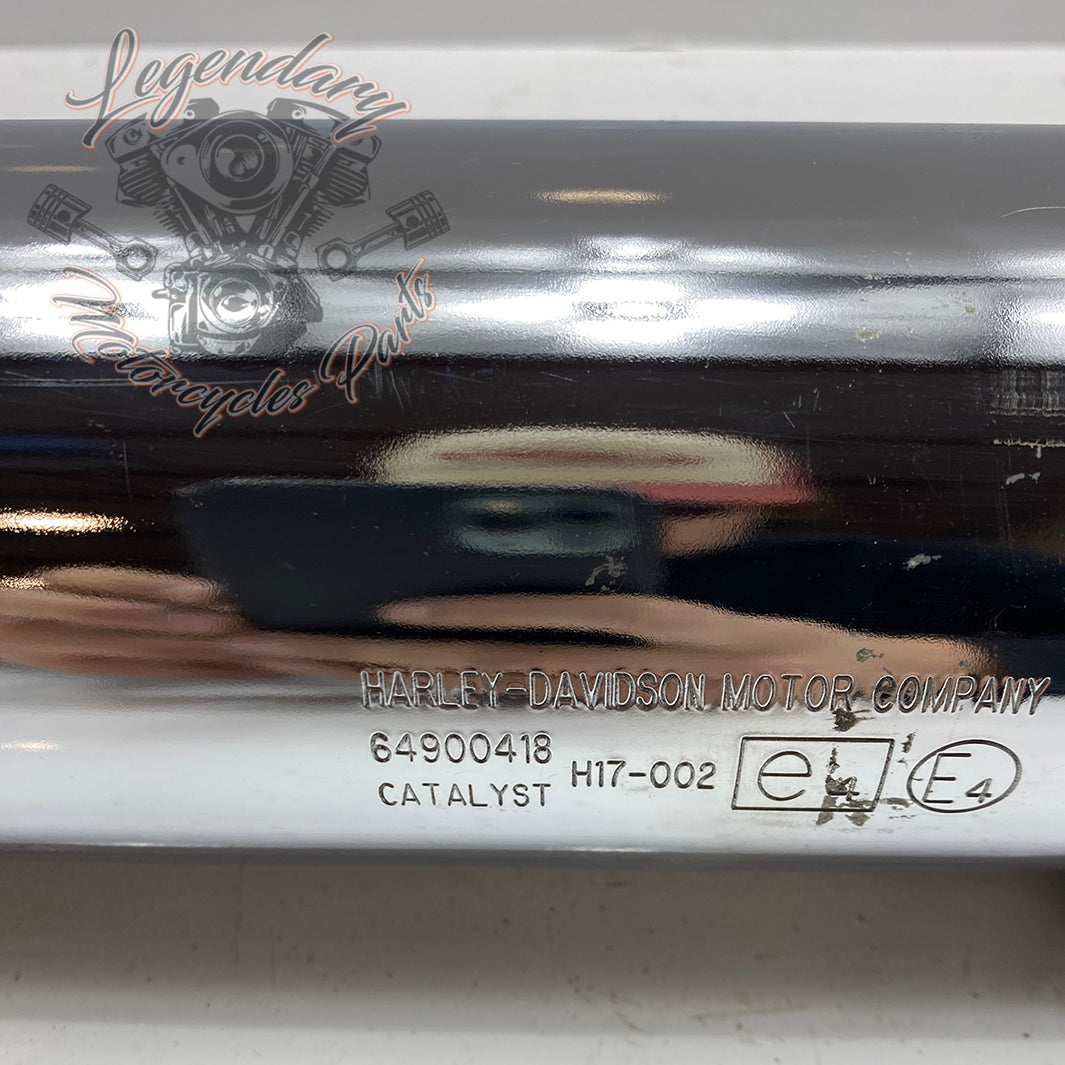 Legendary
Motorcycles Parts
HARLEY-DAVIDSON MOTOR COMPANY
64900418
CATALYST
H17-002
e4
E4